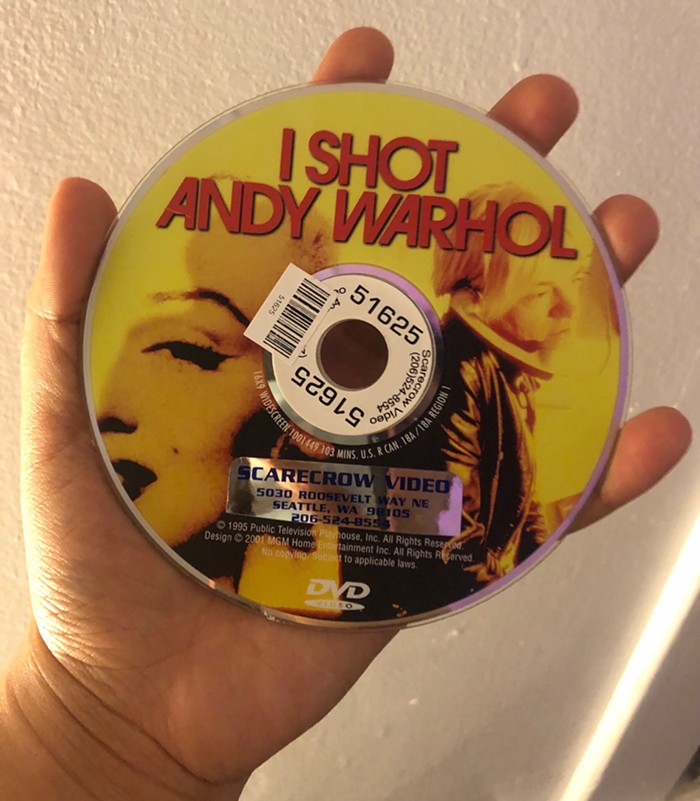 I SHOT
ANDY WARHOL
51625
51625
Scarecrow Video
(206)524-8554
51625
16X9 WIDESCREEN 1001449 103 MINS. U.S. R CAN. 18A / 18A REGION 1
SCARECROW VIDEO
5030 ROOSEVELT WAY NE
SEATTLE, WA 98105
206-524-8554
© 1995 Public Television Playhouse, Inc. All Rights Reserved.
Design © 2001 MGM Home Entertainment Inc. All Rights Reserved.
No copying. Subject to applicable laws.
DVD
VIDEO